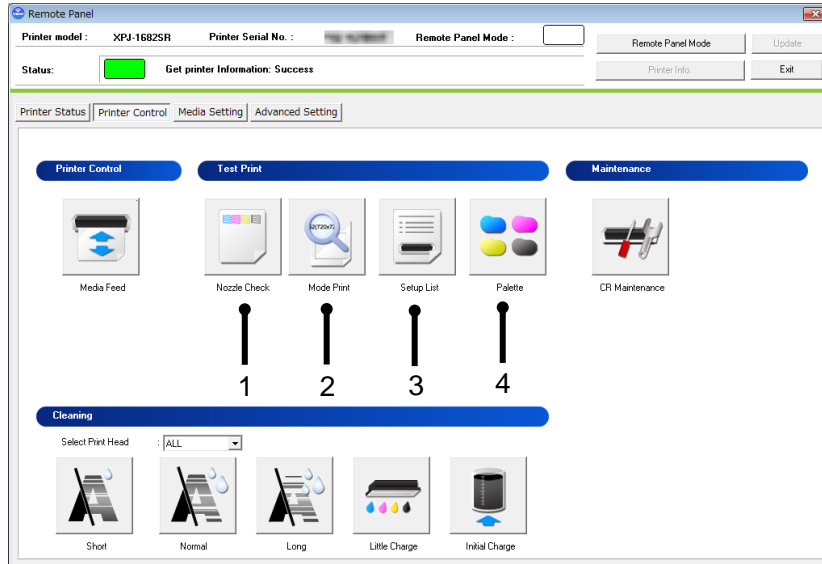 Remote Panel
Printer model : XPJ-1682SR Printer Serial No. : Remote Panel Mode :
Remote Panel Mode Update
Status: Get printer Information: Success
Printer Info. Exit
Printer Status Printer Control Media Setting Advanced Setting
Printer Control Test Print Maintenance
Media Feed Nozzle Check Mode Print Setup List Palette CR Maintenance
1 2 3 4
Cleaning
Select Print Head : ALL
Short Normal Long Little Charge Initial Charge